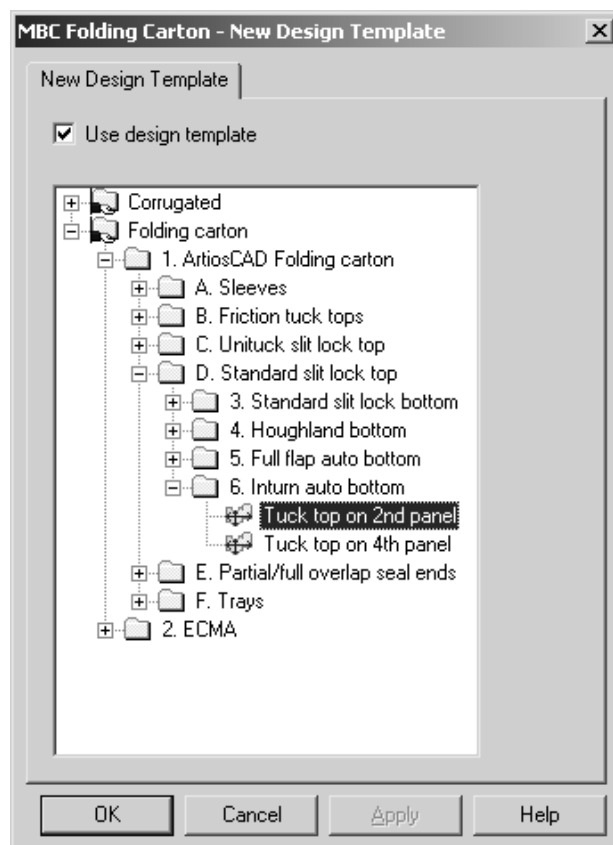 MBC Folding Carton - New Design Template
New Design Template
Use design template
Corrugated
Folding carton
1. ArtiosCAD Folding carton
A. Sleeves
B. Friction tuck tops
C. Unituck slit lock top
D. Standard slit lock top
3. Standard slit lock bottom
4. Houghland bottom
5. Full flap auto bottom
6. Inturn auto bottom
Tuck top on 2nd panel
Tuck top on 4th panel
E. Partial/full overlap seal ends
F. Trays
2. ECMA
OK Cancel Apply Help